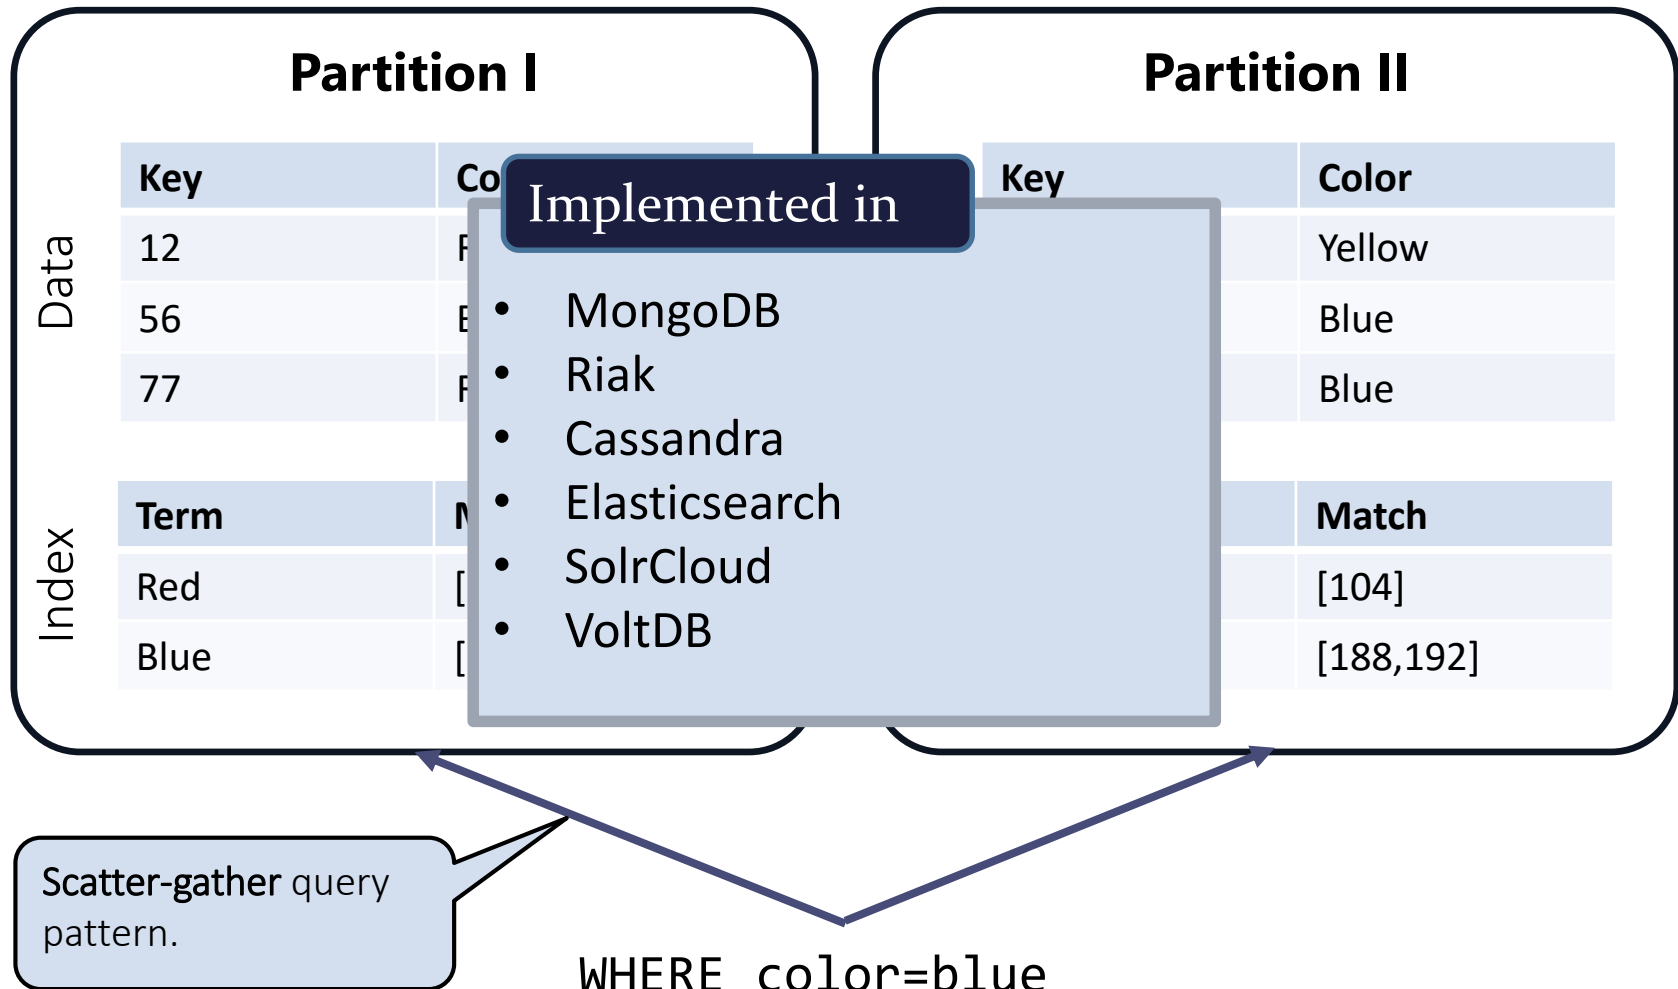 Partition I
Partition II
Data
Key
12
56
77
Index
Term
Red
Blue
Implemented in
• MongoDB
• Riak
• Cassandra
• Elasticsearch
• SolrCloud
• VoltDB
Key Color
Yellow
Blue
Blue
Match
[104]
[188,192]
Scatter-gather query
pattern.
WHERE color=blue